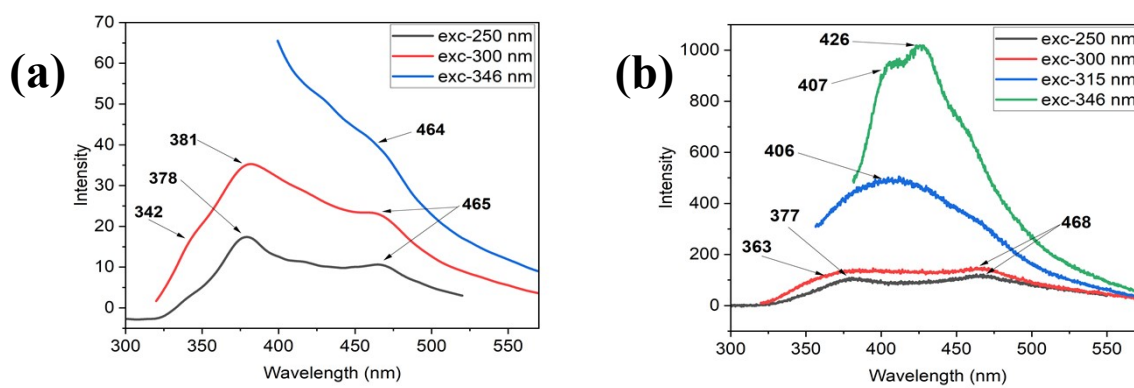 (a)
70
60
50
40
30
20
10
0
Intensity
exc-250 nm
exc-300 nm
exc-346 nm
464
381
378
465
342
300 350 400 450 500 550
Wavelength (nm)
(b)
1000
800
600
400
200
0
Intensity
exc-250 nm
exc-300 nm
exc-315 nm
exc-346 nm
426
407
406
377
468
363
300 350 400 450 500 550
Wavelength (nm)